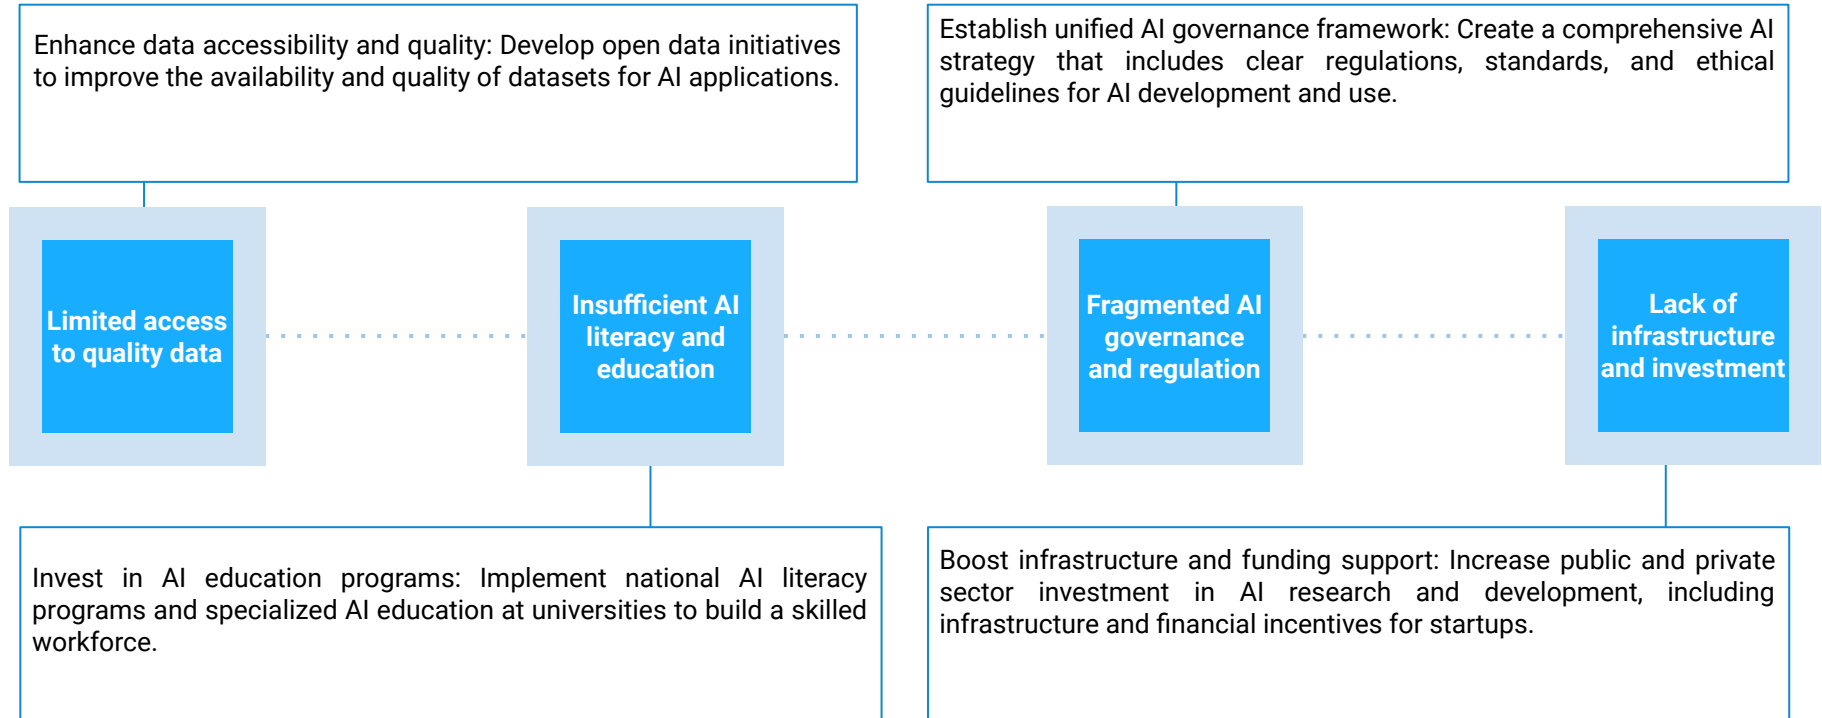 Enhance data accessibility and quality: Develop open data initiatives
to improve the availability and quality of datasets for AI applications.
Establish unified AI governance framework: Create a comprehensive AI
strategy that includes clear regulations, standards, and ethical
guidelines for AI development and use.
Limited access
to quality data
Insufficient AI
literacy and
education
Fragmented AI
governance
and regulation
Lack of
infrastructure
and investment
Invest in AI education programs: Implement national AI literacy
programs and specialized AI education at universities to build a skilled
workforce.
Boost infrastructure and funding support: Increase public and private
sector investment in AI research and development, including
infrastructure and financial incentives for startups.